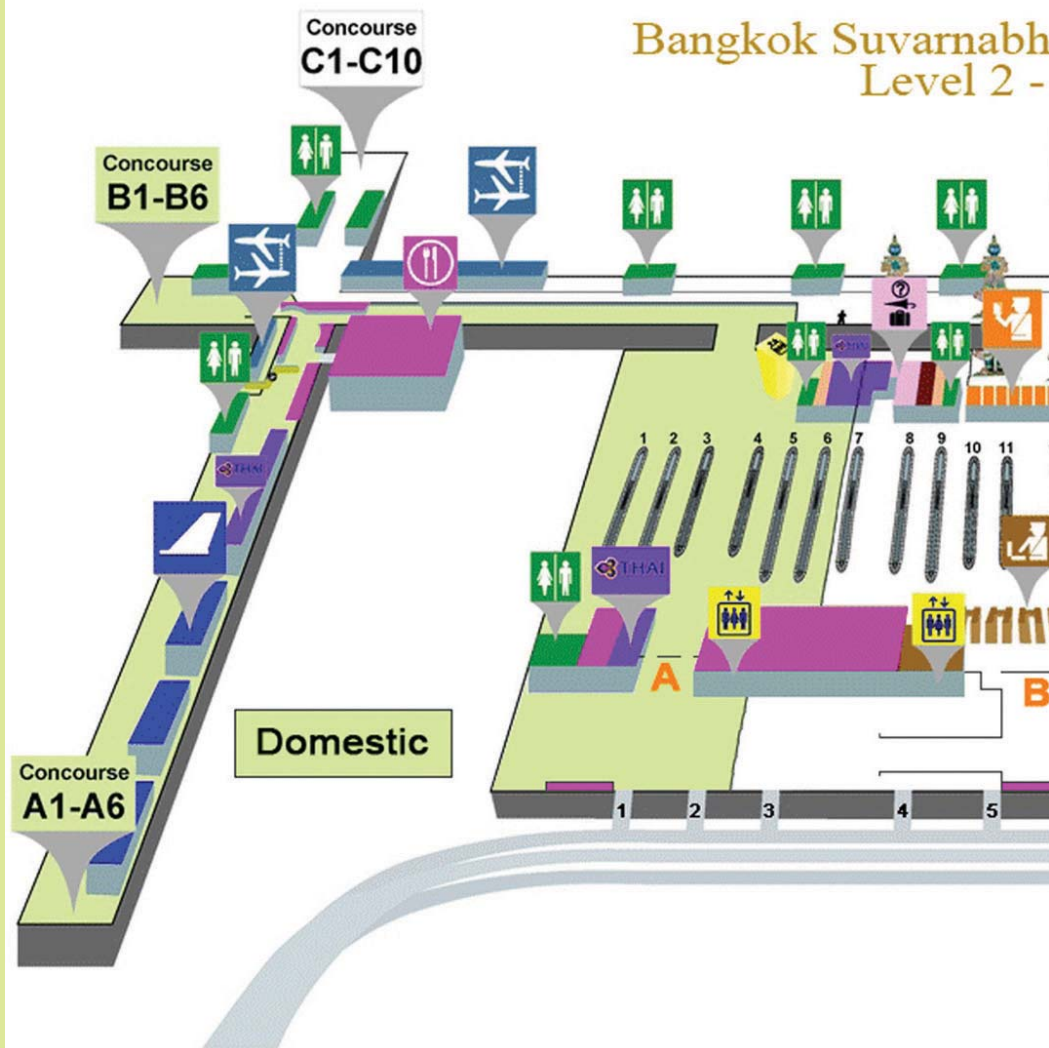 Bangkok Suvarnabh
Level 2 -
Concourse
C1-C10
Concourse
B1-B6
THAI
1 2 3 4 5 6 7 8 9 10 11
THAI
THAI
A
B
Domestic
Concourse
A1-A6
1 2 3 4 5